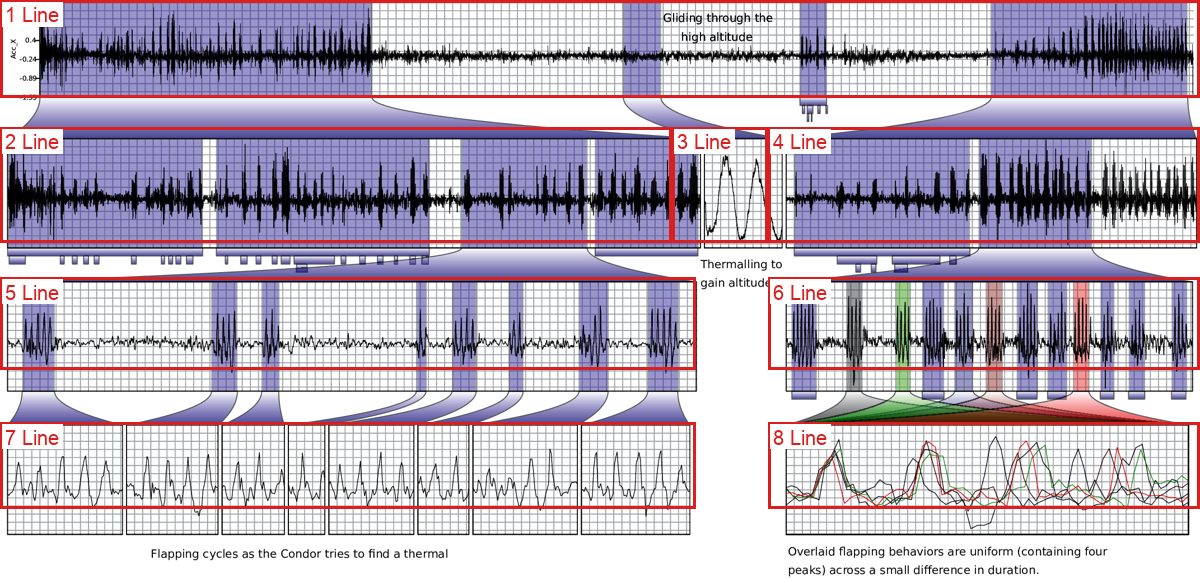 1 Line
Gliding through the
high altitude
Acc_X
0.4
-0.24
-0.89
-1.53
2 Line
3 Line
4 Line
Thermalling to
gain altitude
5 Line
6 Line
7 Line
8 Line
Flapping cycles as the Condor tries to find a thermal
Overlaid flapping behaviors are uniform (containing four
peaks) across a small difference in duration.